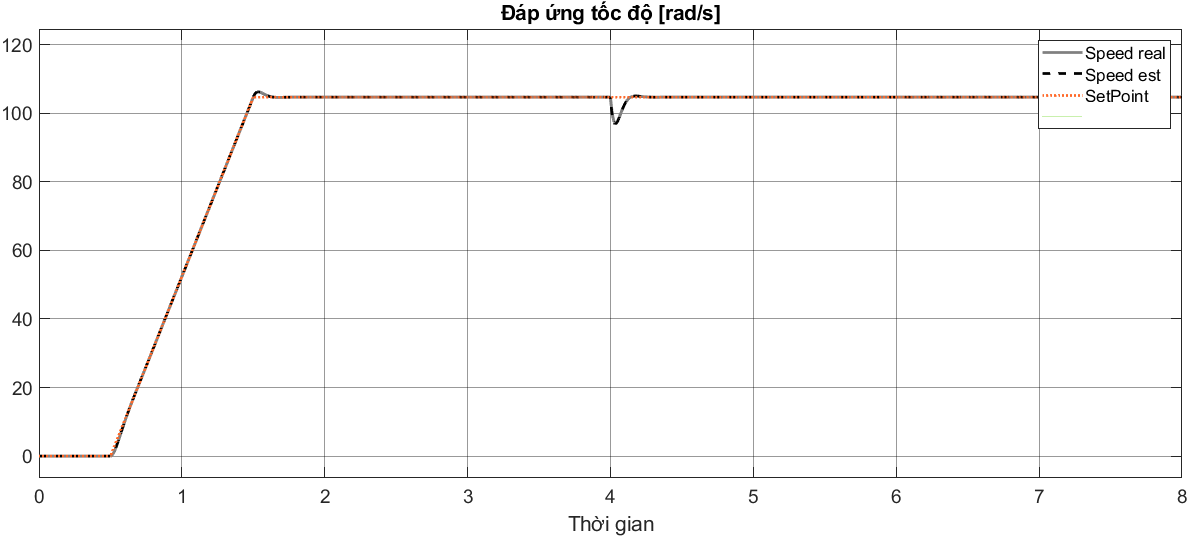 Đáp ứng tốc độ [rad/s]
120
100
80
60
40
20
0
Speed real
Speed est
SetPoint
0 1 2 3 4 5 6 7 8
Thời gian